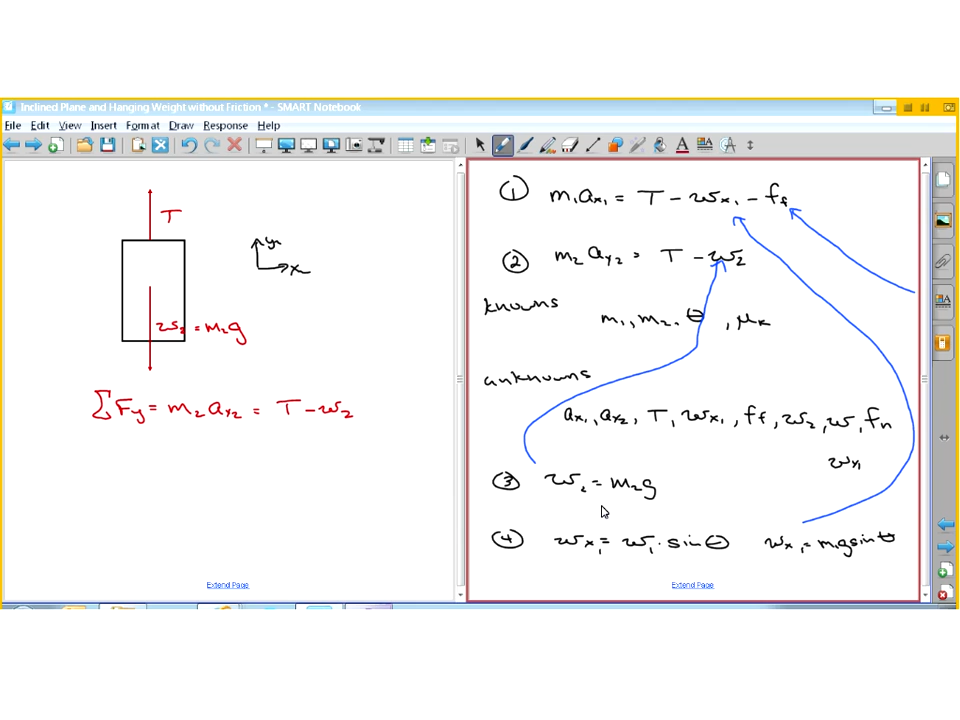 Inclined Plane and Hanging Weight without Friction * - SMART Notebook
File Edit View Insert Format Draw Response Help
T
y
x
w₂ = m₂g
ΣFy = m₂ay₂ = T - w₂
Extend Page
① m₁ax₁ = T - wx₁ - ff
② m₂ay₂ = T - w₂
knowns
m₁, m₂, θ, μk
unknowns
ax₁, ax₂, T, wx₁, ff, w₂, w₁, fn
wx₁
③ w₂ = m₂g
④ wx₁ = w₁ · sin θ wx₁ = m₁g sin θ
Extend Page